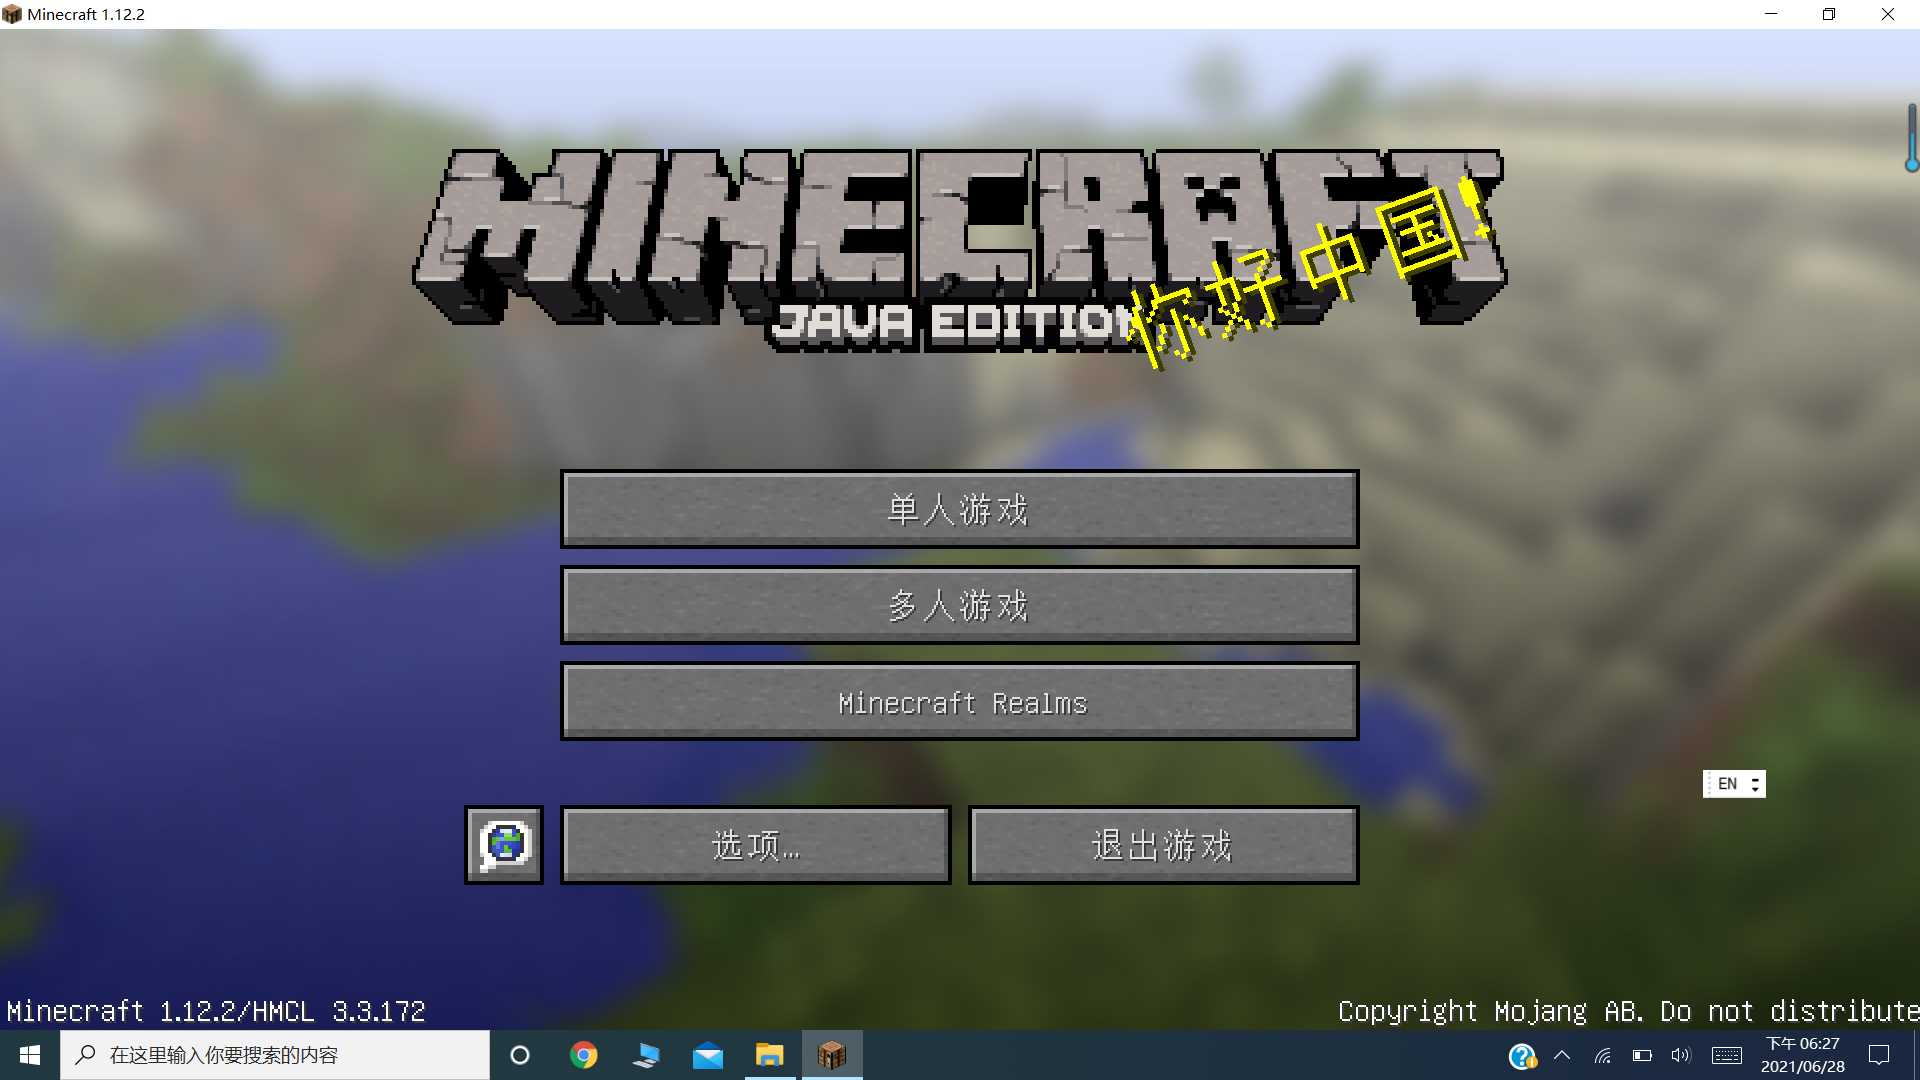 Minecraft 1.12.2
MINECRAFT
JAVA EDITION
你好中国!
单人游戏
多人游戏
Minecraft Realms
EN
选项...
退出游戏
Minecraft 1.12.2/HMCL 3.3.172
Copyright Mojang AB. Do not distribute
在这里输入你要搜索的内容
下午 06:27
2021/06/28